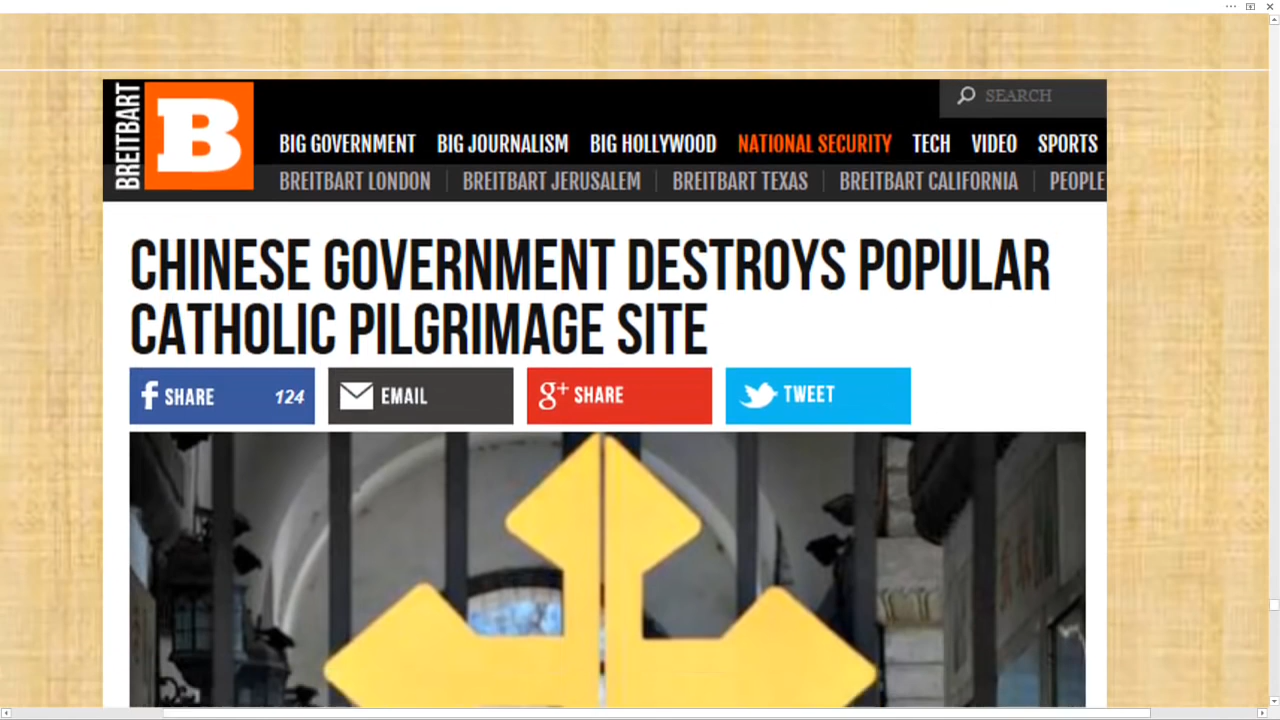 BREITBART
B
SEARCH
BIG GOVERNMENT BIG JOURNALISM BIG HOLLYWOOD NATIONAL SECURITY TECH VIDEO SPORTS
BREITBART LONDON BREITBART JERUSALEM BREITBART TEXAS BREITBART CALIFORNIA PEOPLE
CHINESE GOVERNMENT DESTROYS POPULAR
CATHOLIC PILGRIMAGE SITE
f SHARE 124 EMAIL g+ SHARE TWEET